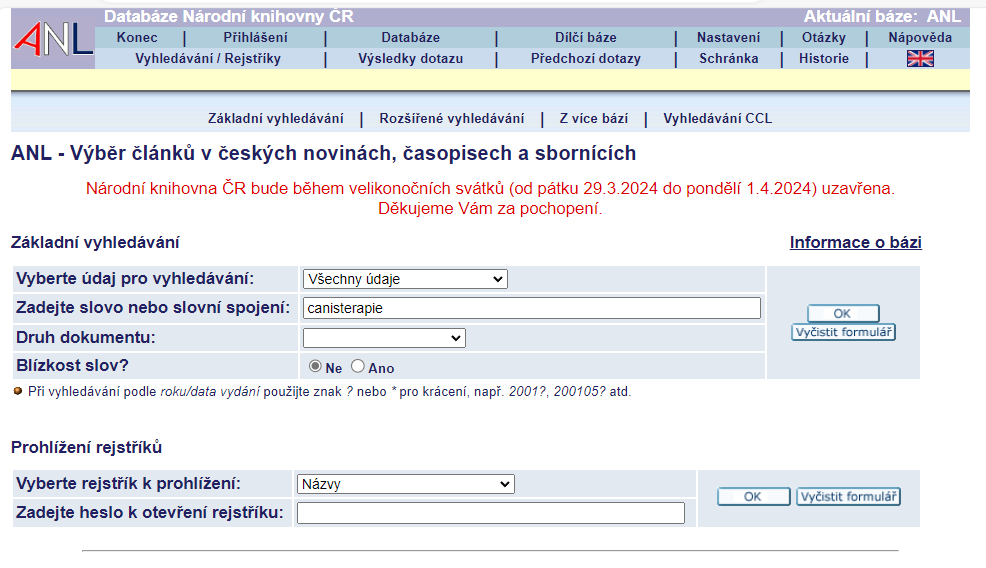 ANL
Databáze Národní knihovny ČR
Aktuální báze: ANL
Konec | Přihlášení | Databáze | Dílčí báze | Nastavení | Otázky | Nápověda
Vyhledávání / Rejstříky | Výsledky dotazu | Předchozí dotazy | Schránka | Historie |
Základní vyhledávání | Rozšířené vyhledávání | Z více bází | Vyhledávání CCL
ANL - Výběr článků v českých novinách, časopisech a sbornících
Národní knihovna ČR bude během velikonočních svátků (od pátku 29.3.2024 do pondělí 1.4.2024) uzavřena.
Děkujeme Vám za pochopení.
Základní vyhledávání
Informace o bázi
Vyberte údaj pro vyhledávání: Všechny údaje
Zadejte slovo nebo slovní spojení: canisterapie
OK
Druh dokumentu:
Vyčistit formulář
Blízkost slov? Ne Ano
Při vyhledávání podle roku/data vydání použijte znak ? nebo * pro krácení, např. 2001?, 200105? atd.
Prohlížení rejstříků
Vyberte rejstřík k prohlížení: Názvy
OK Vyčistit formulář
Zadejte heslo k otevření rejstříku: